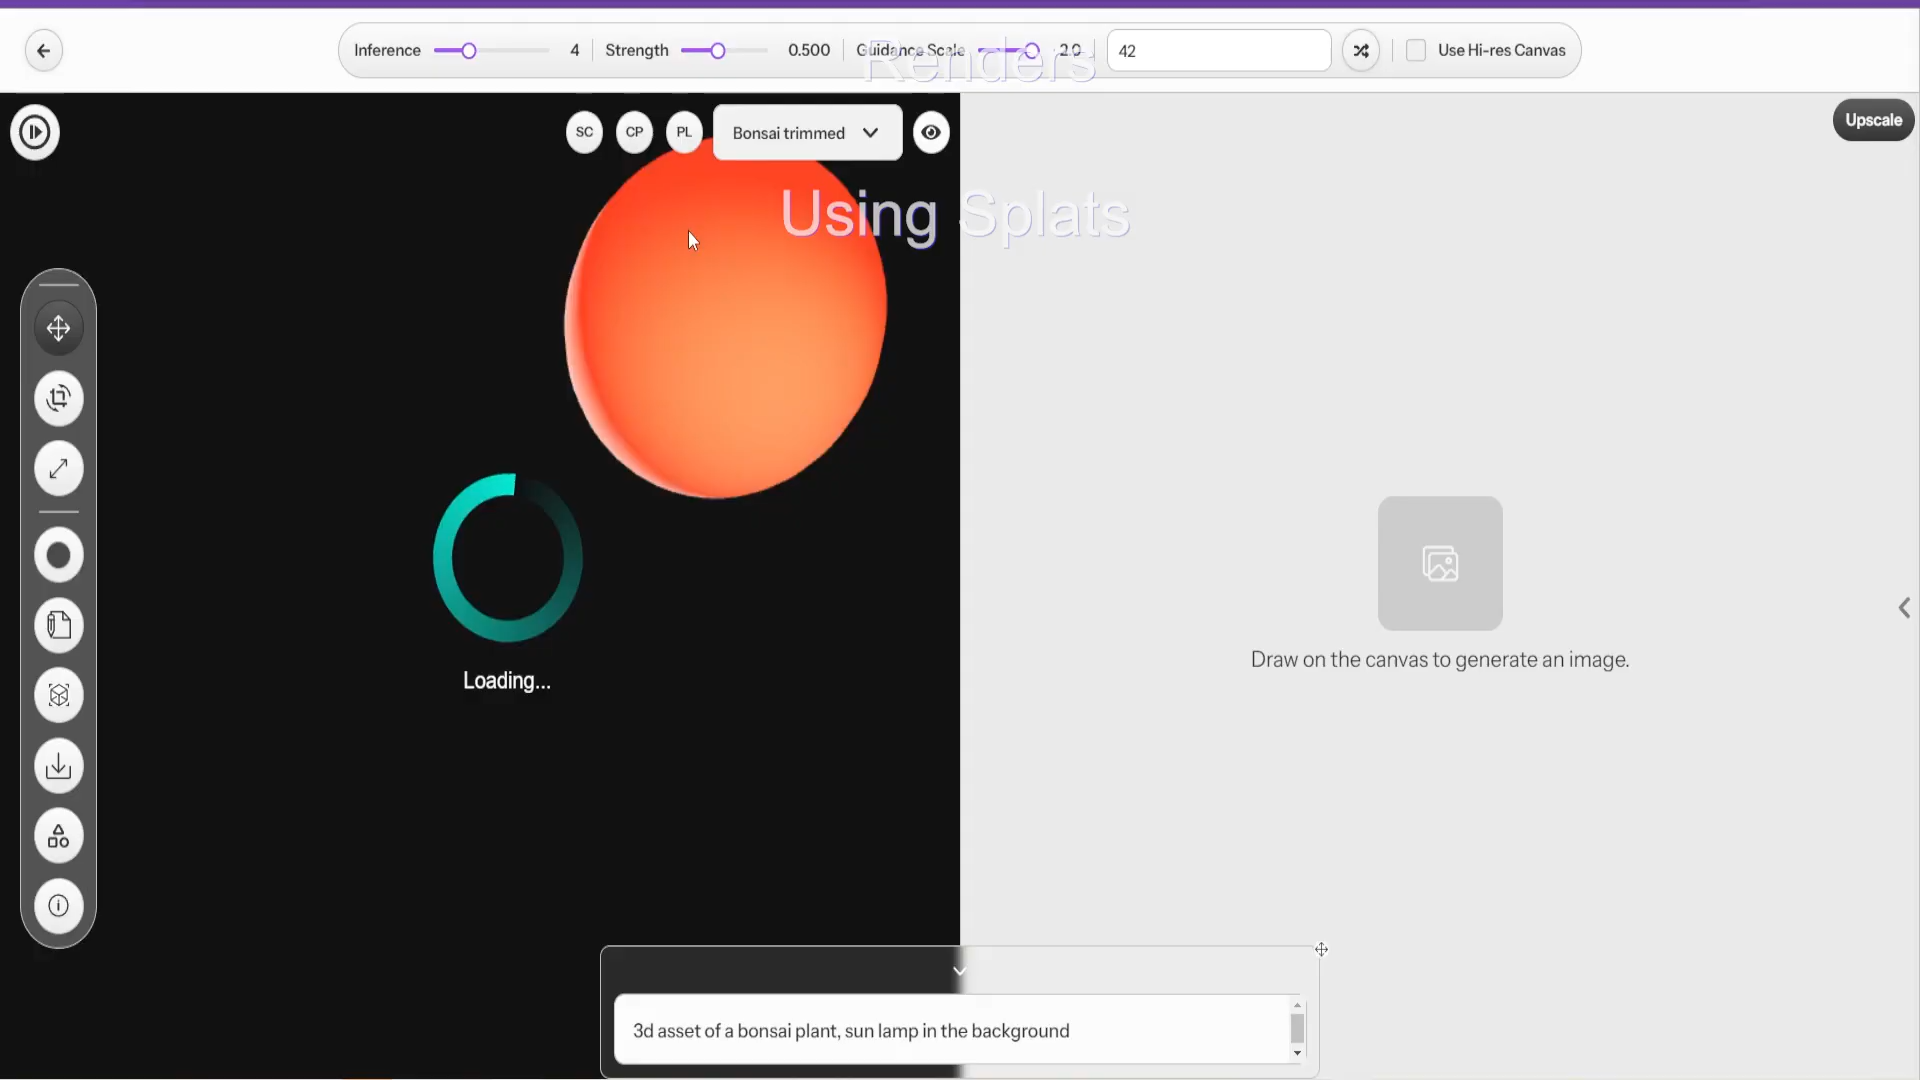 Inference 4 Strength 0.500 Guidance Scale 2.0 42 Use Hi-res Canvas
Renders
SC CP PL Bonsai trimmed
Upscale
Using Splats
Loading...
Draw on the canvas to generate an image.
3d asset of a bonsai plant, sun lamp in the background